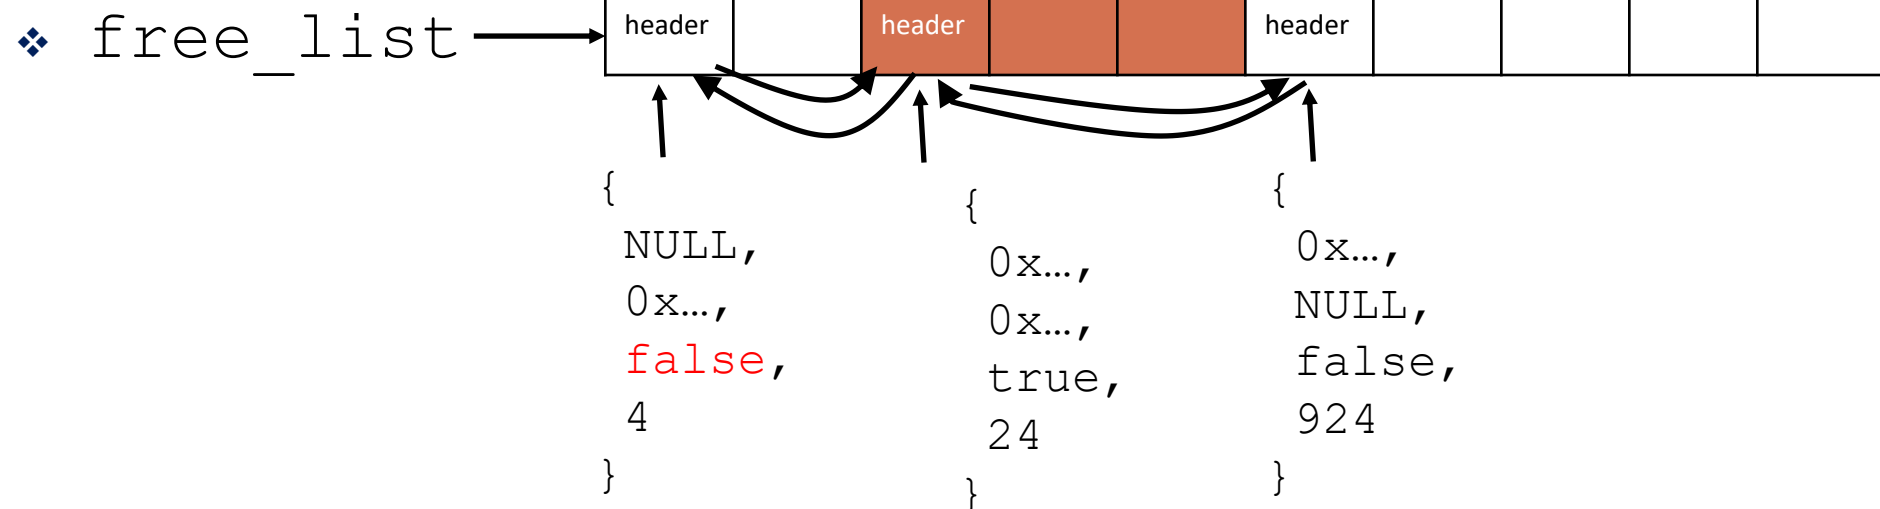 ❖ free_list
header
header
header
{
NULL,
0x…,
false,
4
}
{
0x…,
0x…,
true,
24
}
{
0x…,
NULL,
false,
924
}